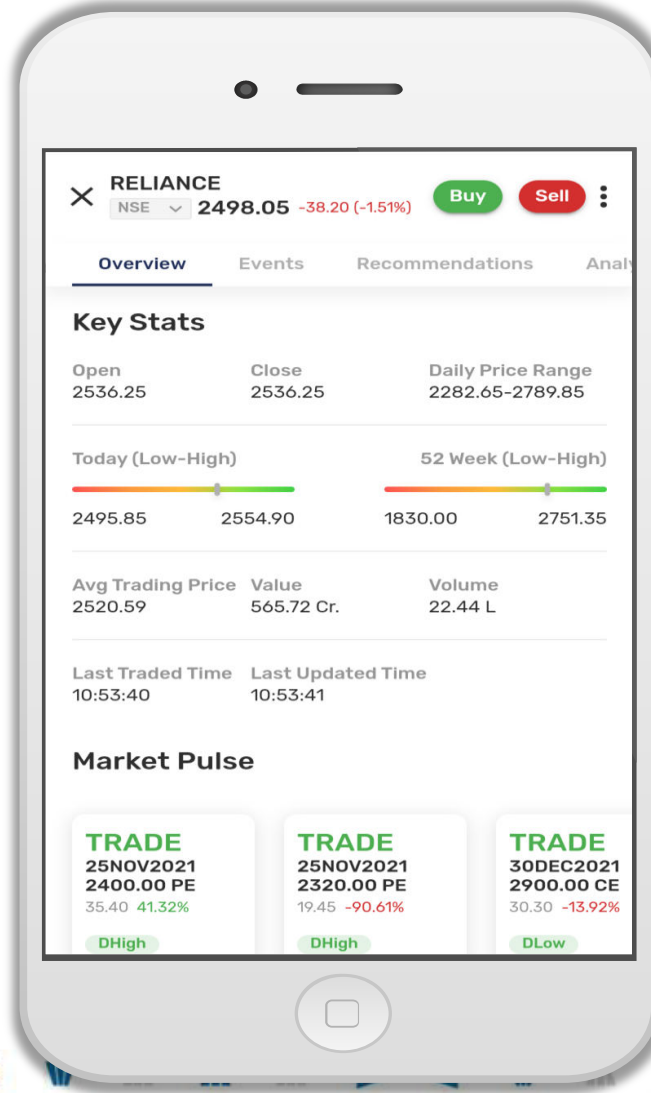 RELIANCE
NSE 2498.05 -38.20 (-1.51%) Buy Sell
Overview Events Recommendations
Key Stats
Open Close Daily Price Range
2536.25 2536.25 2282.65-2789.85
Today (Low-High) 52 Week (Low-High)
2495.85 2554.90 1830.00 2751.35
Avg Trading Price Value Volume
2520.59 565.72 Cr. 22.44 L
Last Traded Time Last Updated Time
10:53:40 10:53:41
Market Pulse
TRADE TRADE TRADE
25NOV2021 25NOV2021 30DEC2021
2400.00 PE 2320.00 PE 2900.00 CE
35.40 41.32% 19.45 -90.61% 30.30 -13.92%
DHigh DHigh DLow